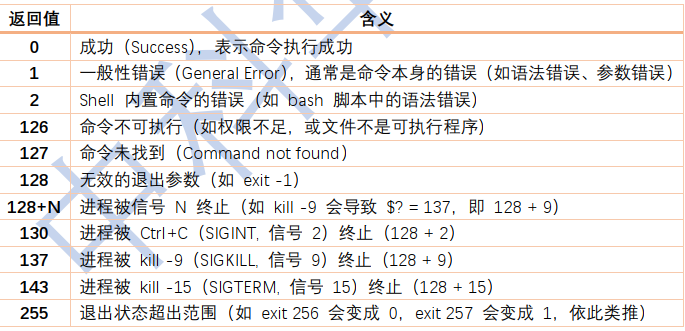 返回值 含义
0 成功（Success），表示命令执行成功
1 一般性错误（General Error），通常是命令本身的错误（如语法错误、参数错误）
2 Shell 内置命令的错误（如 bash 脚本中的语法错误）
126 命令不可执行（如权限不足，或文件不是可执行程序）
127 命令未找到（Command not found）
128 无效的退出参数（如 exit -1）
128+N 进程被信号 N 终止（如 kill -9 会导致 $? = 137，即 128 + 9）
130 进程被 Ctrl+C（SIGINT, 信号 2）终止（128 + 2）
137 进程被 kill -9（SIGKILL, 信号 9）终止（128 + 9）
143 进程被 kill -15（SIGTERM, 信号 15）终止（128 + 15）
255 退出状态超出范围（如 exit 256 会变成 0，exit 257 会变成 1，依此类推）
中科